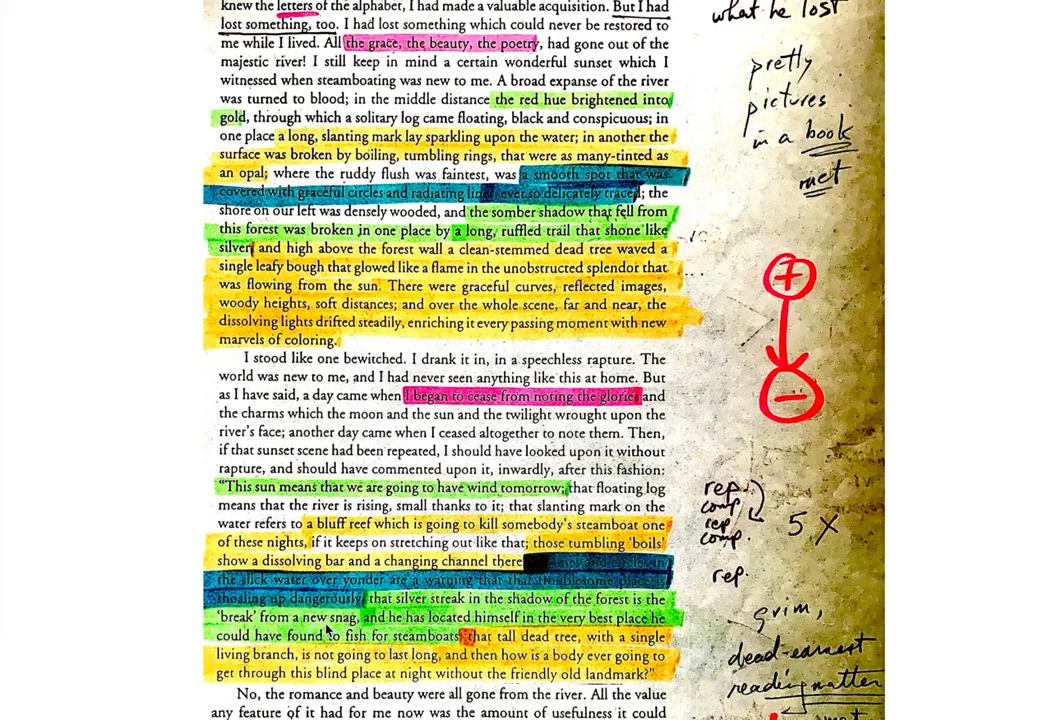 knew the letters of the alphabet, I had made a valuable acquisition. But I had
lost something, too. I had lost something which could never be restored to
me while I lived. All the grace, the beauty, the poetry, had gone out of the
majestic river! I still keep in mind a certain wonderful sunset which I
witnessed when steamboating was new to me. A broad expanse of the river
was turned to blood; in the middle distance the red hue brightened into
gold, through which a solitary log came floating, black and conspicuous; in
one place a long, slanting mark lay sparkling upon the water; in another the
surface was broken by boiling, tumbling rings, that were as many-tinted as
an opal; where the ruddy flush was faintest, was a smooth spot that was
covered with graceful circles and radiating lines, ever so delicately traced; the
shore on our left was densely wooded, and the somber shadow that fell from
this forest was broken in one place by a long, ruffled trail that shone like
silver; and high above the forest wall a clean-stemmed dead tree waved a
single leafy bough that glowed like a flame in the unobstructed splendor that
was flowing from the sun. There were graceful curves, reflected images,
woody heights, soft distances; and over the whole scene, far and near, the
dissolving lights drifted steadily, enriching it every passing moment with new
marvels of coloring.
I stood like one bewitched. I drank it in, in a speechless rapture. The
world was new to me, and I had never seen anything like this at home. But
as I have said, a day came when I began to cease from noting the glories and
the charms which the moon and the sun and the twilight wrought upon the
river's face; another day came when I ceased altogether to note them. Then,
if that sunset scene had been repeated, I should have looked upon it without
rapture, and should have commented upon it, inwardly, after this fashion:
“This sun means that we are going to have wind tomorrow; that floating log
means that the river is rising, small thanks to it; that slanting mark on the
water refers to a bluff reef which is going to kill somebody's steamboat one
of these nights, if it keeps on stretching out like that; those tumbling ‘boils’
show a dissolving bar and a changing channel there lines and circles in
the slick water over yonder are a warning that that troublesome place is
shoaling up dangerously; that silver streak in the shadow of the forest is the
‘break’ from a new snag, and he has located himself in the very best place he
could have found to fish for steamboats; that tall dead tree, with a single
living branch, is not going to last long, and then how is a body ever going to
get through this blind place at night without the friendly old landmark?”
No, the romance and beauty were all gone from the river. All the value
any feature of it had for me now was the amount of usefulness it could
what he lost
pretty
pictures
in a book
met
+
−
rep.
comp.
rep.
comp.
5 X
rep.
grim,
dead-earnest
reading matter
met